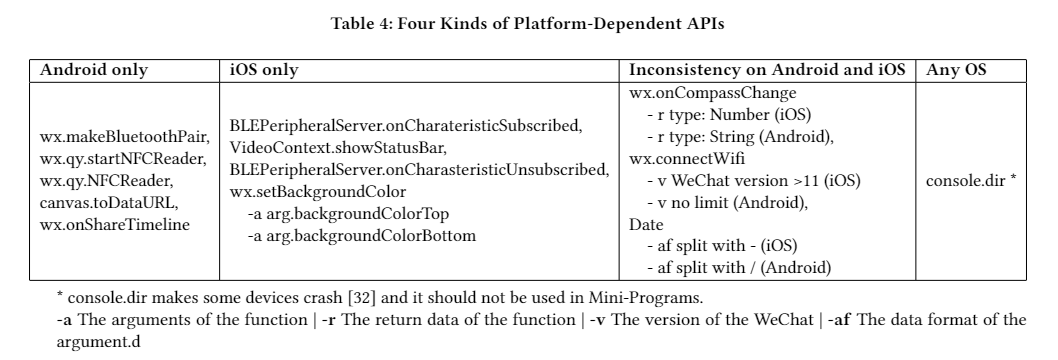 Table 4: Four Kinds of Platform-Dependent APIs
Android only
iOS only
Inconsistency on Android and iOS
Any OS
wx.makeBluetoothPair,
wx.qy.startNFCReader,
wx.qy.NFCReader,
canvas.toDataURL,
wx.onShareTimeline
BLEPeripheralServer.onCharateristicSubscribed,
VideoContext.showStatusBar,
BLEPeripheralServer.onCharasteristicUnsubscribed,
wx.setBackgroundColor
-a arg.backgroundColorTop
-a arg.backgroundColorBottom
wx.onCompassChange
- r type: Number (iOS)
- r type: String (Android),
wx.connectWifi
- v WeChat version >11 (iOS)
- v no limit (Android),
Date
- af split with - (iOS)
- af split with / (Android)
console.dir *
* console.dir makes some devices crash [32] and it should not be used in Mini-Programs.
-a The arguments of the function | -r The return data of the function | -v The version of the WeChat | -af The data format of the
argument.d